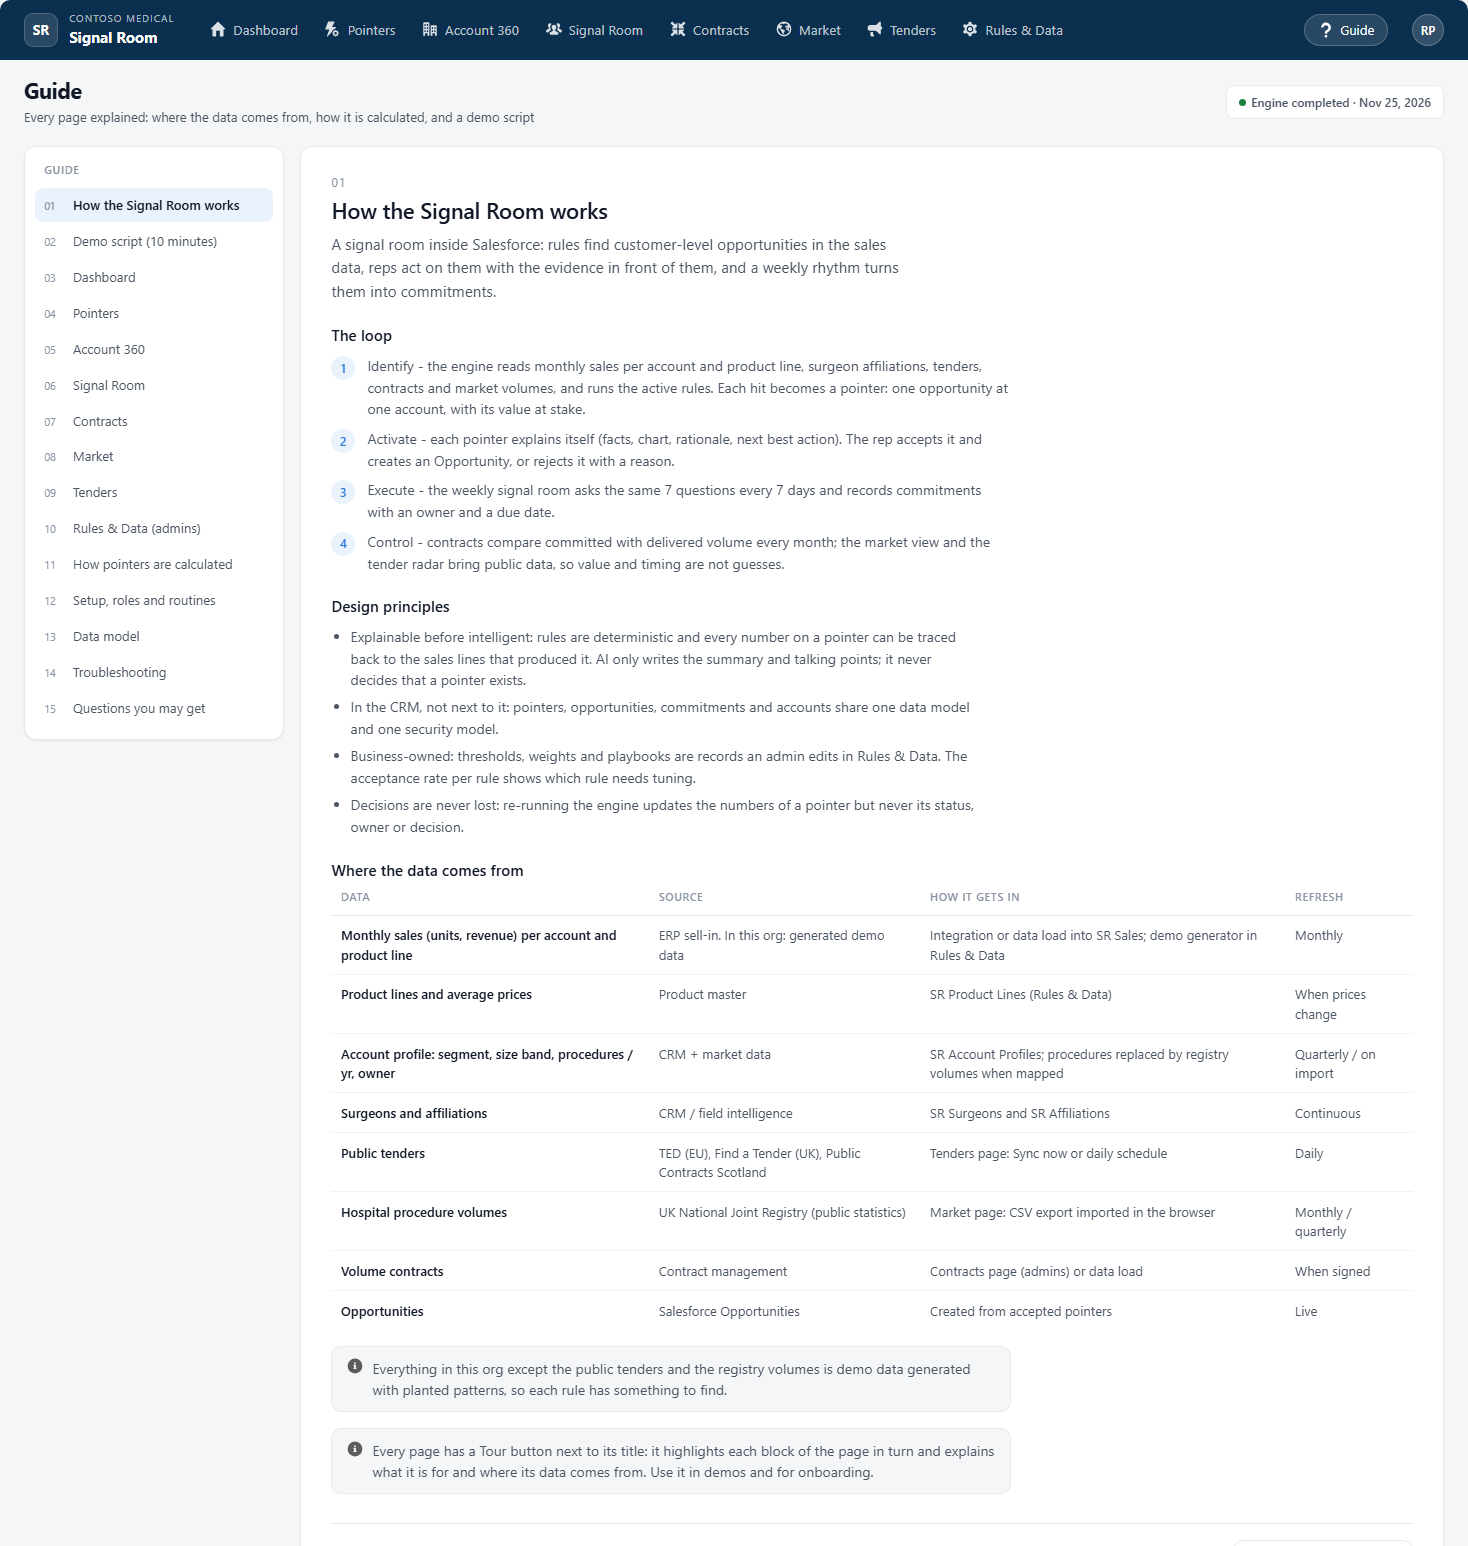 SR
CONTOSO MEDICAL
Signal Room
Dashboard
Pointers
Account 360
Signal Room
Contracts
Market
Tenders
Rules & Data
? Guide
RP
Guide
Every page explained: where the data comes from, how it is calculated, and a demo script
Engine completed · Nov 25, 2026
GUIDE
01 How the Signal Room works
02 Demo script (10 minutes)
03 Dashboard
04 Pointers
05 Account 360
06 Signal Room
07 Contracts
08 Market
09 Tenders
10 Rules & Data (admins)
11 How pointers are calculated
12 Setup, roles and routines
13 Data model
14 Troubleshooting
15 Questions you may get
01
How the Signal Room works
A signal room inside Salesforce: rules find customer-level opportunities in the sales
data, reps act on them with the evidence in front of them, and a weekly rhythm turns
them into commitments.
The loop
1 Identify - the engine reads monthly sales per account and product line, surgeon affiliations, tenders,
contracts and market volumes, and runs the active rules. Each hit becomes a pointer: one opportunity at
one account, with its value at stake.
2 Activate - each pointer explains itself (facts, chart, rationale, next best action). The rep accepts it and
creates an Opportunity, or rejects it with a reason.
3 Execute - the weekly signal room asks the same 7 questions every 7 days and records commitments
with an owner and a due date.
4 Control - contracts compare committed with delivered volume every month; the market view and the
tender radar bring public data, so value and timing are not guesses.
Design principles
• Explainable before intelligent: rules are deterministic and every number on a pointer can be traced
back to the sales lines that produced it. AI only writes the summary and talking points; it never
decides that a pointer exists.
• In the CRM, not next to it: pointers, opportunities, commitments and accounts share one data model
and one security model.
• Business-owned: thresholds, weights and playbooks are records an admin edits in Rules & Data. The
acceptance rate per rule shows which rule needs tuning.
• Decisions are never lost: re-running the engine updates the numbers of a pointer but never its status,
owner or decision.
Where the data comes from
DATA SOURCE HOW IT GETS IN REFRESH
Monthly sales (units, revenue) per account and
product line
ERP sell-in. In this org: generated demo
data
Integration or data load into SR Sales; demo generator in
Rules & Data
Monthly
Product lines and average prices
Product master
SR Product Lines (Rules & Data)
When prices
change
Account profile: segment, size band, procedures /
yr, owner
CRM + market data
SR Account Profiles; procedures replaced by registry
volumes when mapped
Quarterly / on
import
Surgeons and affiliations
CRM / field intelligence
SR Surgeons and SR Affiliations
Continuous
Public tenders
TED (EU), Find a Tender (UK), Public
Contracts Scotland
Tenders page: Sync now or daily schedule
Daily
Hospital procedure volumes
UK National Joint Registry (public statistics)
Market page: CSV export imported in the browser
Monthly /
quarterly
Volume contracts
Contract management
Contracts page (admins) or data load
When signed
Opportunities
Salesforce Opportunities
Created from accepted pointers
Live
Everything in this org except the public tenders and the registry volumes is demo data generated
with planted patterns, so each rule has something to find.
Every page has a Tour button next to its title: it highlights each block of the page in turn and explains
what it is for and where its data comes from. Use it in demos and for onboarding.